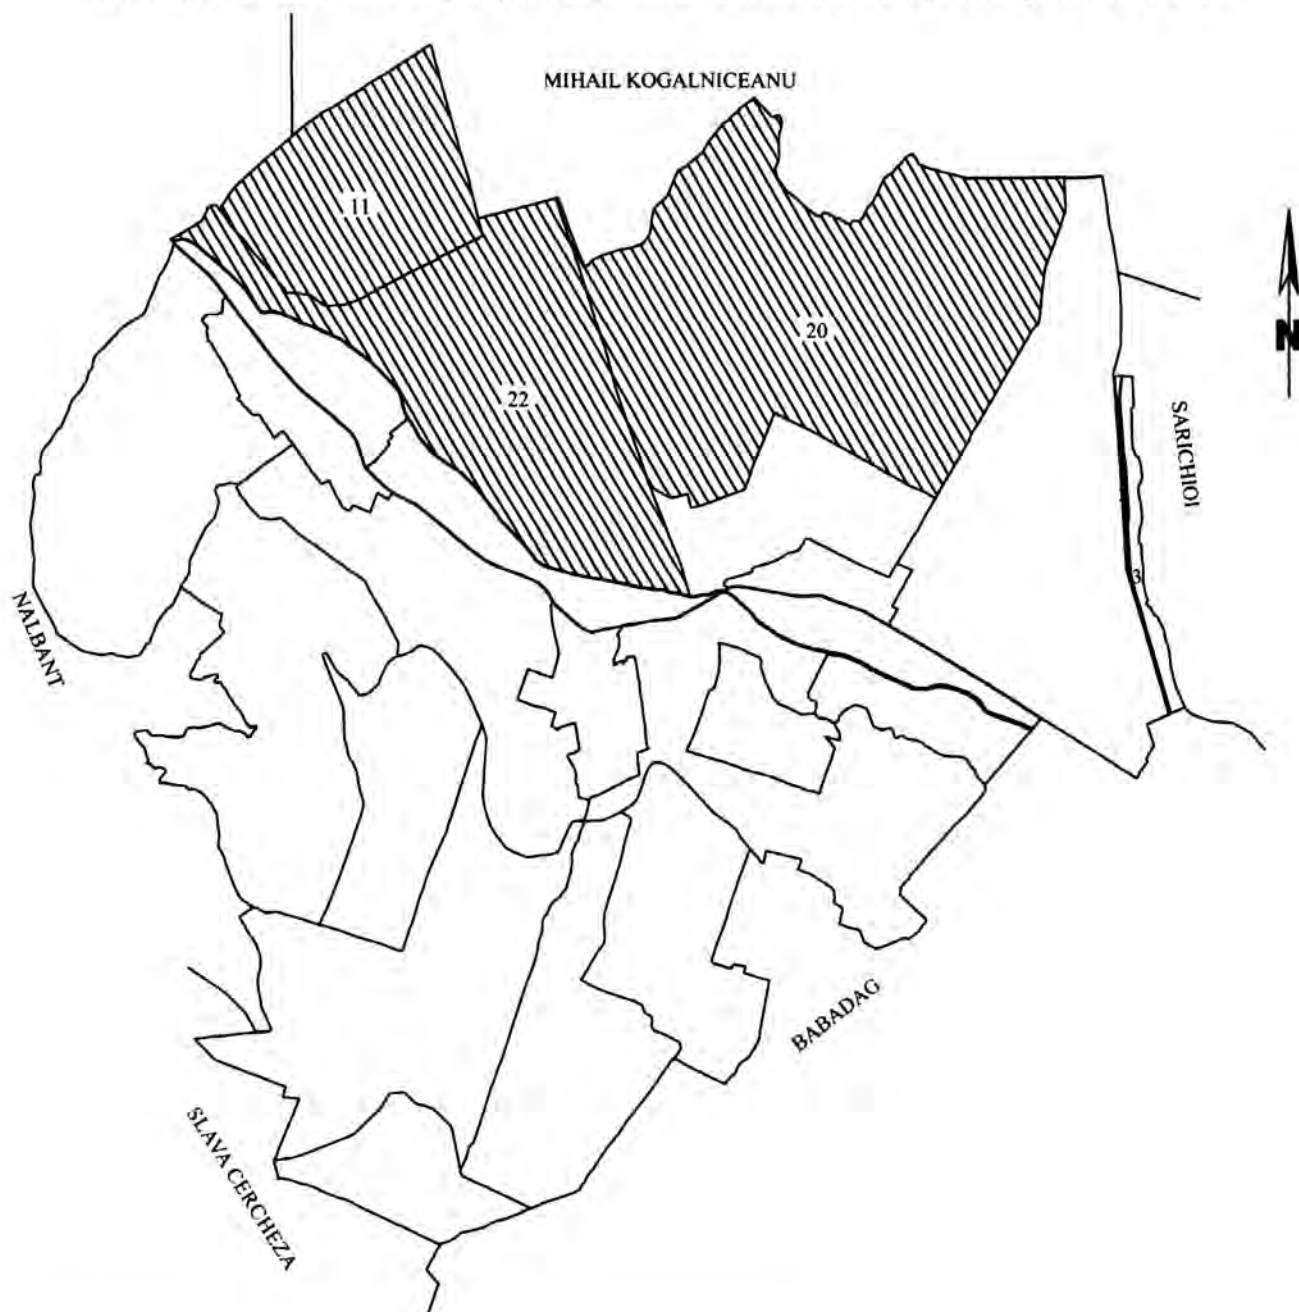 MIHAIL KOGALNICEANU
11
20
22
N
SARICHIOI
3
NALBANT
BABADAG
SLAVA CERCHEZA